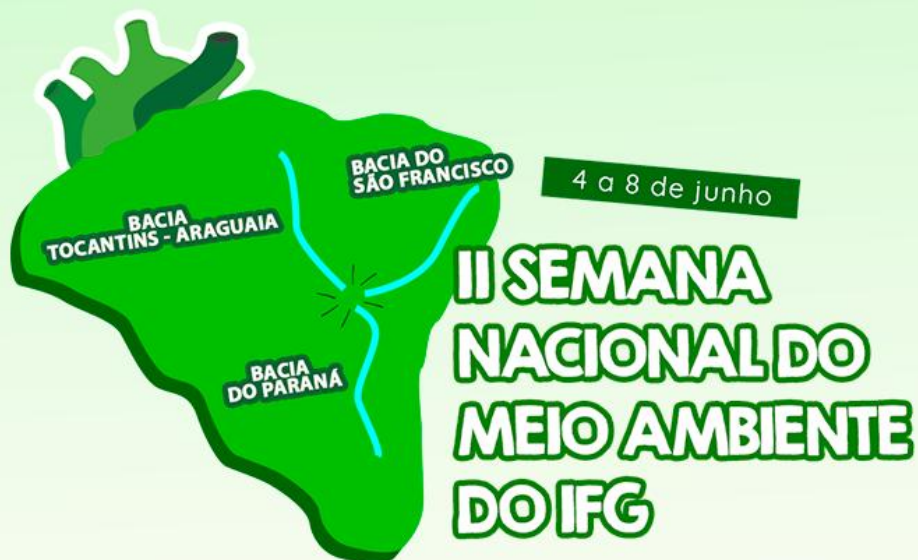 BACIA DO
SÃO FRANCISCO
BACIA
TOCANTINS - ARAGUAIA
BACIA
DO PARANÁ
4 a 8 de junho
II SEMANA
NACIONAL DO
MEIO AMBIENTE
DO IFG